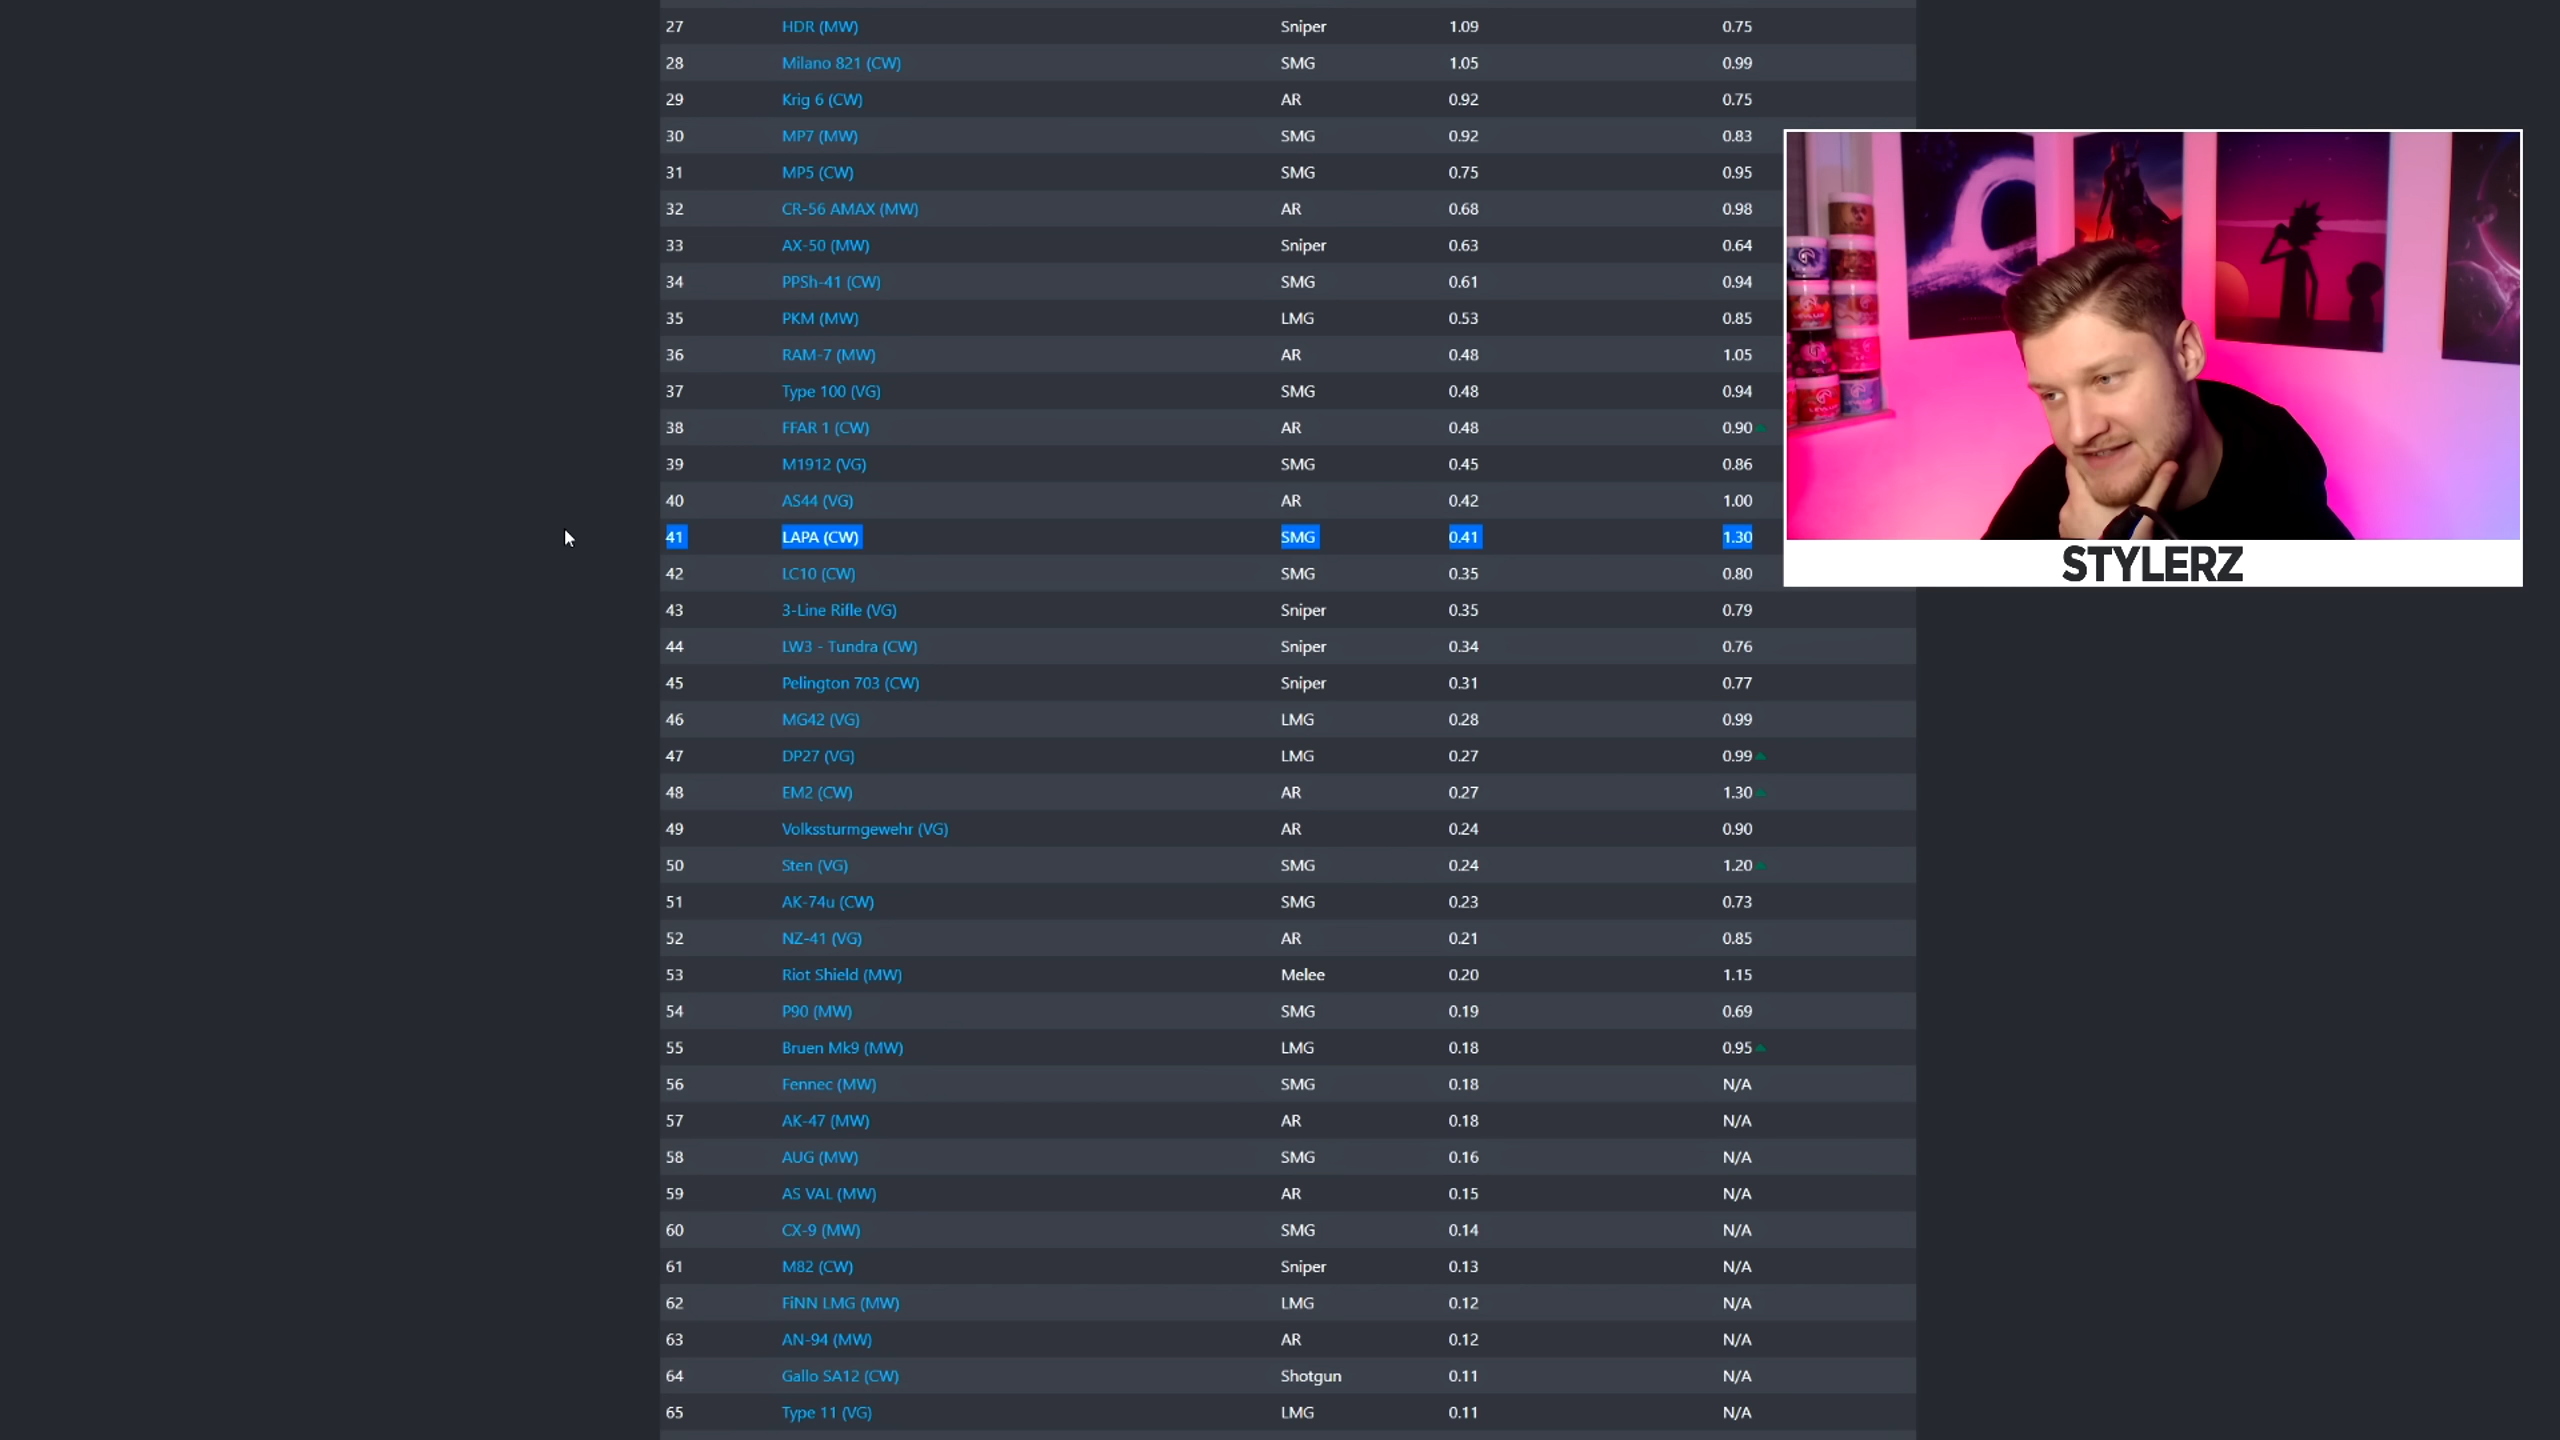 27 HDR (MW) Sniper 1.09 0.75
28 Milano 821 (CW) SMG 1.05 0.99
29 Krig 6 (CW) AR 0.92 0.75
30 MP7 (MW) SMG 0.92 0.83
31 MP5 (CW) SMG 0.75 0.95
32 CR-56 AMAX (MW) AR 0.68 0.98
33 AX-50 (MW) Sniper 0.63 0.64
34 PPSh-41 (CW) SMG 0.61 0.94
35 PKM (MW) LMG 0.53 0.85
36 RAM-7 (MW) AR 0.48 1.05
37 Type 100 (VG) SMG 0.48 0.94
38 FFAR 1 (CW) AR 0.48 0.90
39 M1912 (VG) SMG 0.45 0.86
40 AS44 (VG) AR 0.42 1.00
41 LAPA (CW) SMG 0.41 1.30
42 LC10 (CW) SMG 0.35 0.80
43 3-Line Rifle (VG) Sniper 0.35 0.79
44 LW3 - Tundra (CW) Sniper 0.34 0.76
45 Pelington 703 (CW) Sniper 0.31 0.77
46 MG42 (VG) LMG 0.28 0.99
47 DP27 (VG) LMG 0.27 0.99
48 EM2 (CW) AR 0.27 1.30
49 Volkssturmgewehr (VG) AR 0.24 0.90
50 Sten (VG) SMG 0.24 1.20
51 AK-74u (CW) SMG 0.23 0.73
52 NZ-41 (VG) AR 0.21 0.85
53 Riot Shield (MW) Melee 0.20 1.15
54 P90 (MW) SMG 0.19 0.69
55 Bruen Mk9 (MW) LMG 0.18 0.95
56 Fennec (MW) SMG 0.18 N/A
57 AK-47 (MW) AR 0.18 N/A
58 AUG (MW) SMG 0.16 N/A
59 AS VAL (MW) AR 0.15 N/A
60 CX-9 (MW) SMG 0.14 N/A
61 M82 (CW) Sniper 0.13 N/A
62 FiNN LMG (MW) LMG 0.12 N/A
63 AN-94 (MW) AR 0.12 N/A
64 Gallo SA12 (CW) Shotgun 0.11 N/A
65 Type 11 (VG) LMG 0.11 N/A
STYLERZ